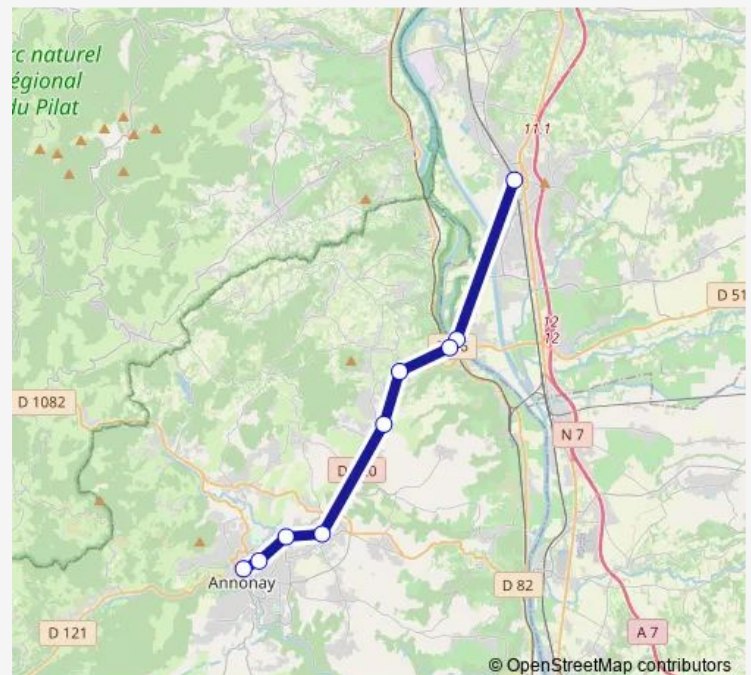 rc naturel
égional
du Pilat
11.1
D 51
12
12
D 1082
N 7
Annonay
D 82
D 121
A 7
© OpenStreetMap contributors